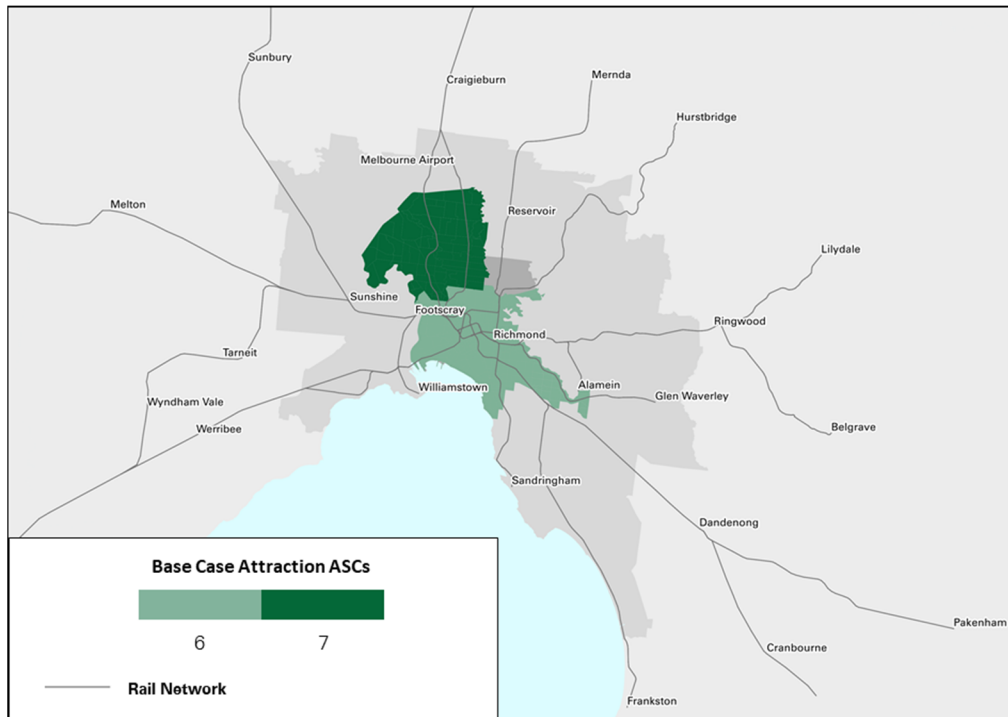 Sunbury
Craigieburn
Mernda
Hurstbridge
Melbourne Airport
Melton
Reservoir
Lilydale
Sunshine
Footscray
Ringwood
Richmond
Tarneit
Williamstown
Alamein
Glen Waverley
Wyndham Vale
Werribee
Belgrave
Sandringham
Dandenong
Base Case Attraction ASCs
6 7
Pakenham
Cranbourne
Rail Network
Frankston